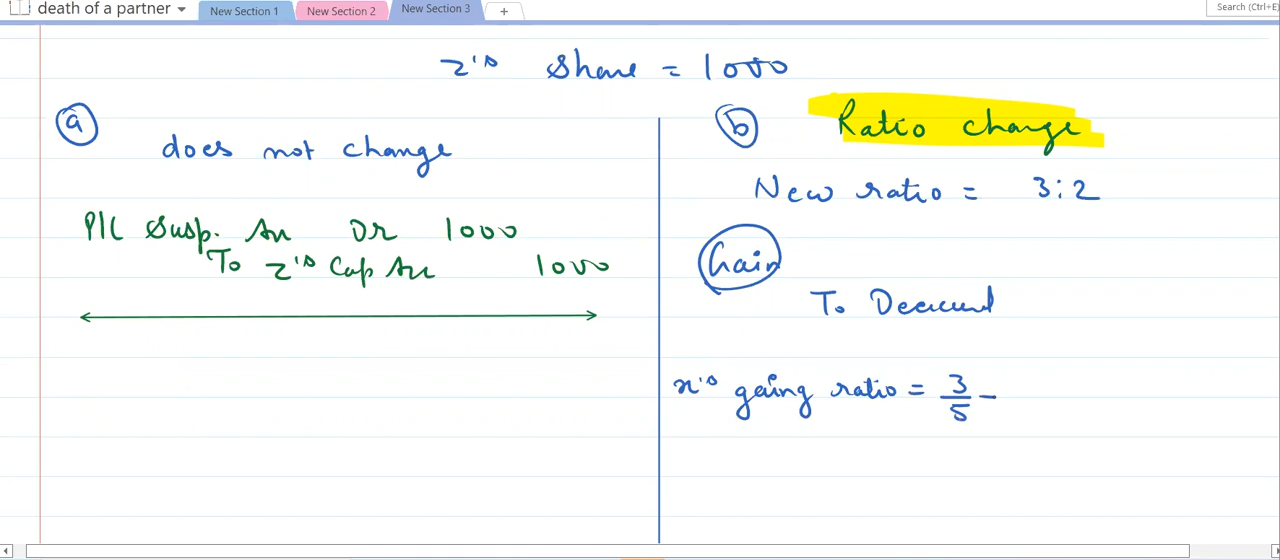 death of a partner
New Section 1
New Section 2
New Section 3
+
Search (Ctrl+E)
Z's Share = 1000
a
does not change
P/L Susp. A/c Dr 1000
To Z's Cap A/c 1000
b
Ratio change
New ratio = 3:2
Gain
To Deceased
x's gaing ratio = 3/5 -